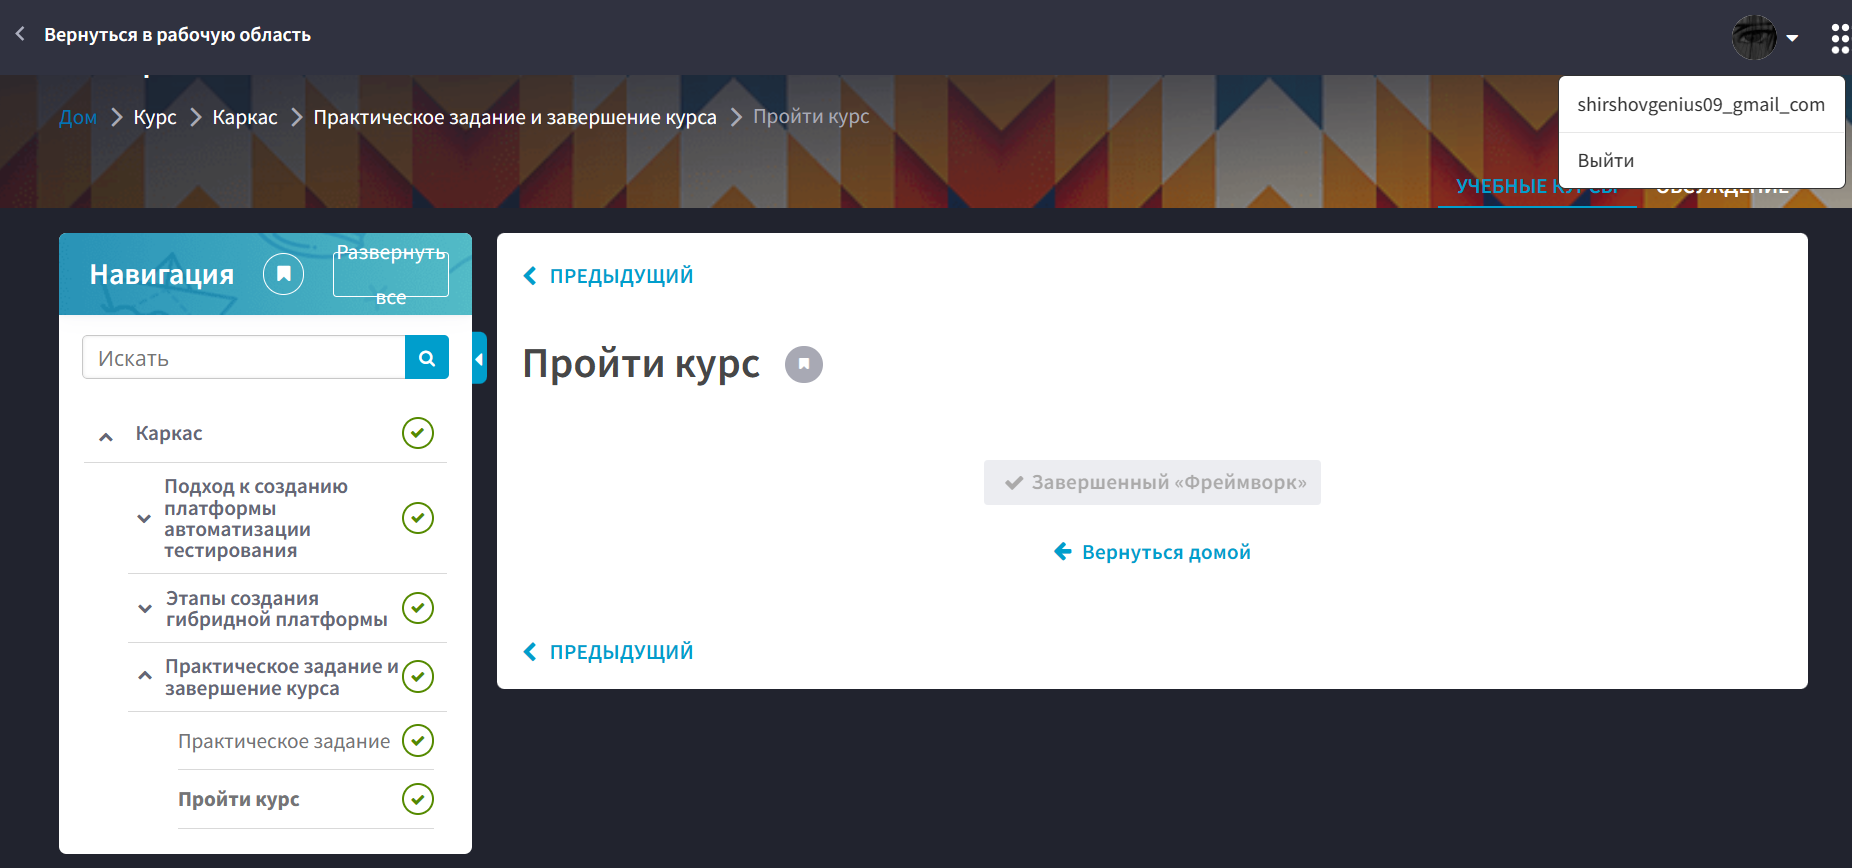 Вернуться в рабочую область
Дом
Курс
Каркас
Практическое задание и завершение курса
Пройти курс
shirshovgenius09_gmail_com
Выйти
УЧЕБНЫЕ КУРСЫ
ОБСУЖДЕНИЕ
Навигация
Развернуть
все
Искать
Каркас
Подход к созданию
платформы
автоматизации
тестирования
Этапы создания
гибридной платформы
Практическое задание и
завершение курса
Практическое задание
Пройти курс
ПРЕДЫДУЩИЙ
Пройти курс
Завершенный «Фреймворк»
Вернуться домой
ПРЕДЫДУЩИЙ